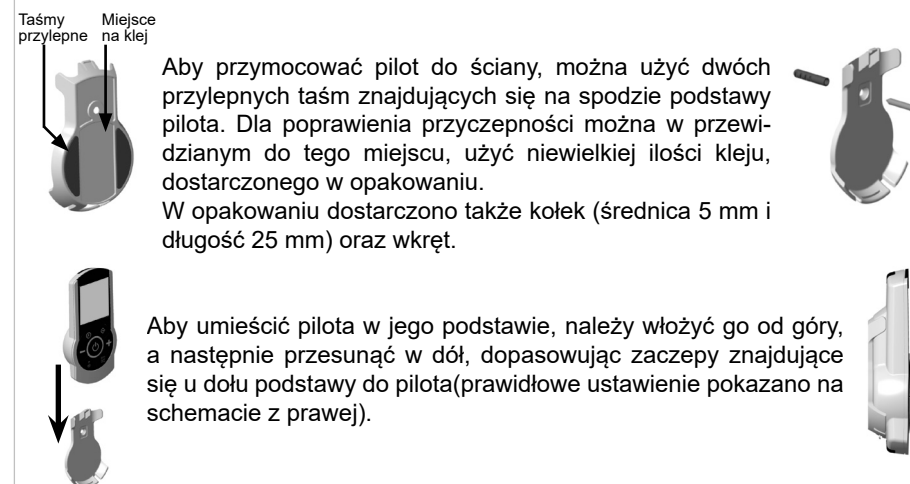 Taśmy
przylepne
Miejsce
na klej
Aby przymocować pilot do ściany, można użyć dwóch
przylepnych taśm znajdujących się na spodzie podstawy
pilota. Dla poprawienia przyczepności można w przewi-
dzianym do tego miejscu, użyć niewielkiej ilości kleju,
dostarczonego w opakowaniu.
W opakowaniu dostarczono także kołek (średnica 5 mm i
długość 25 mm) oraz wkręt.
Aby umieścić pilota w jego podstawie, należy włożyć go od góry,
a następnie przesunąć w dół, dopasowując zaczepy znajdujące
się u dołu podstawy do pilota(prawidłowe ustawienie pokazano na
schemacie z prawej).